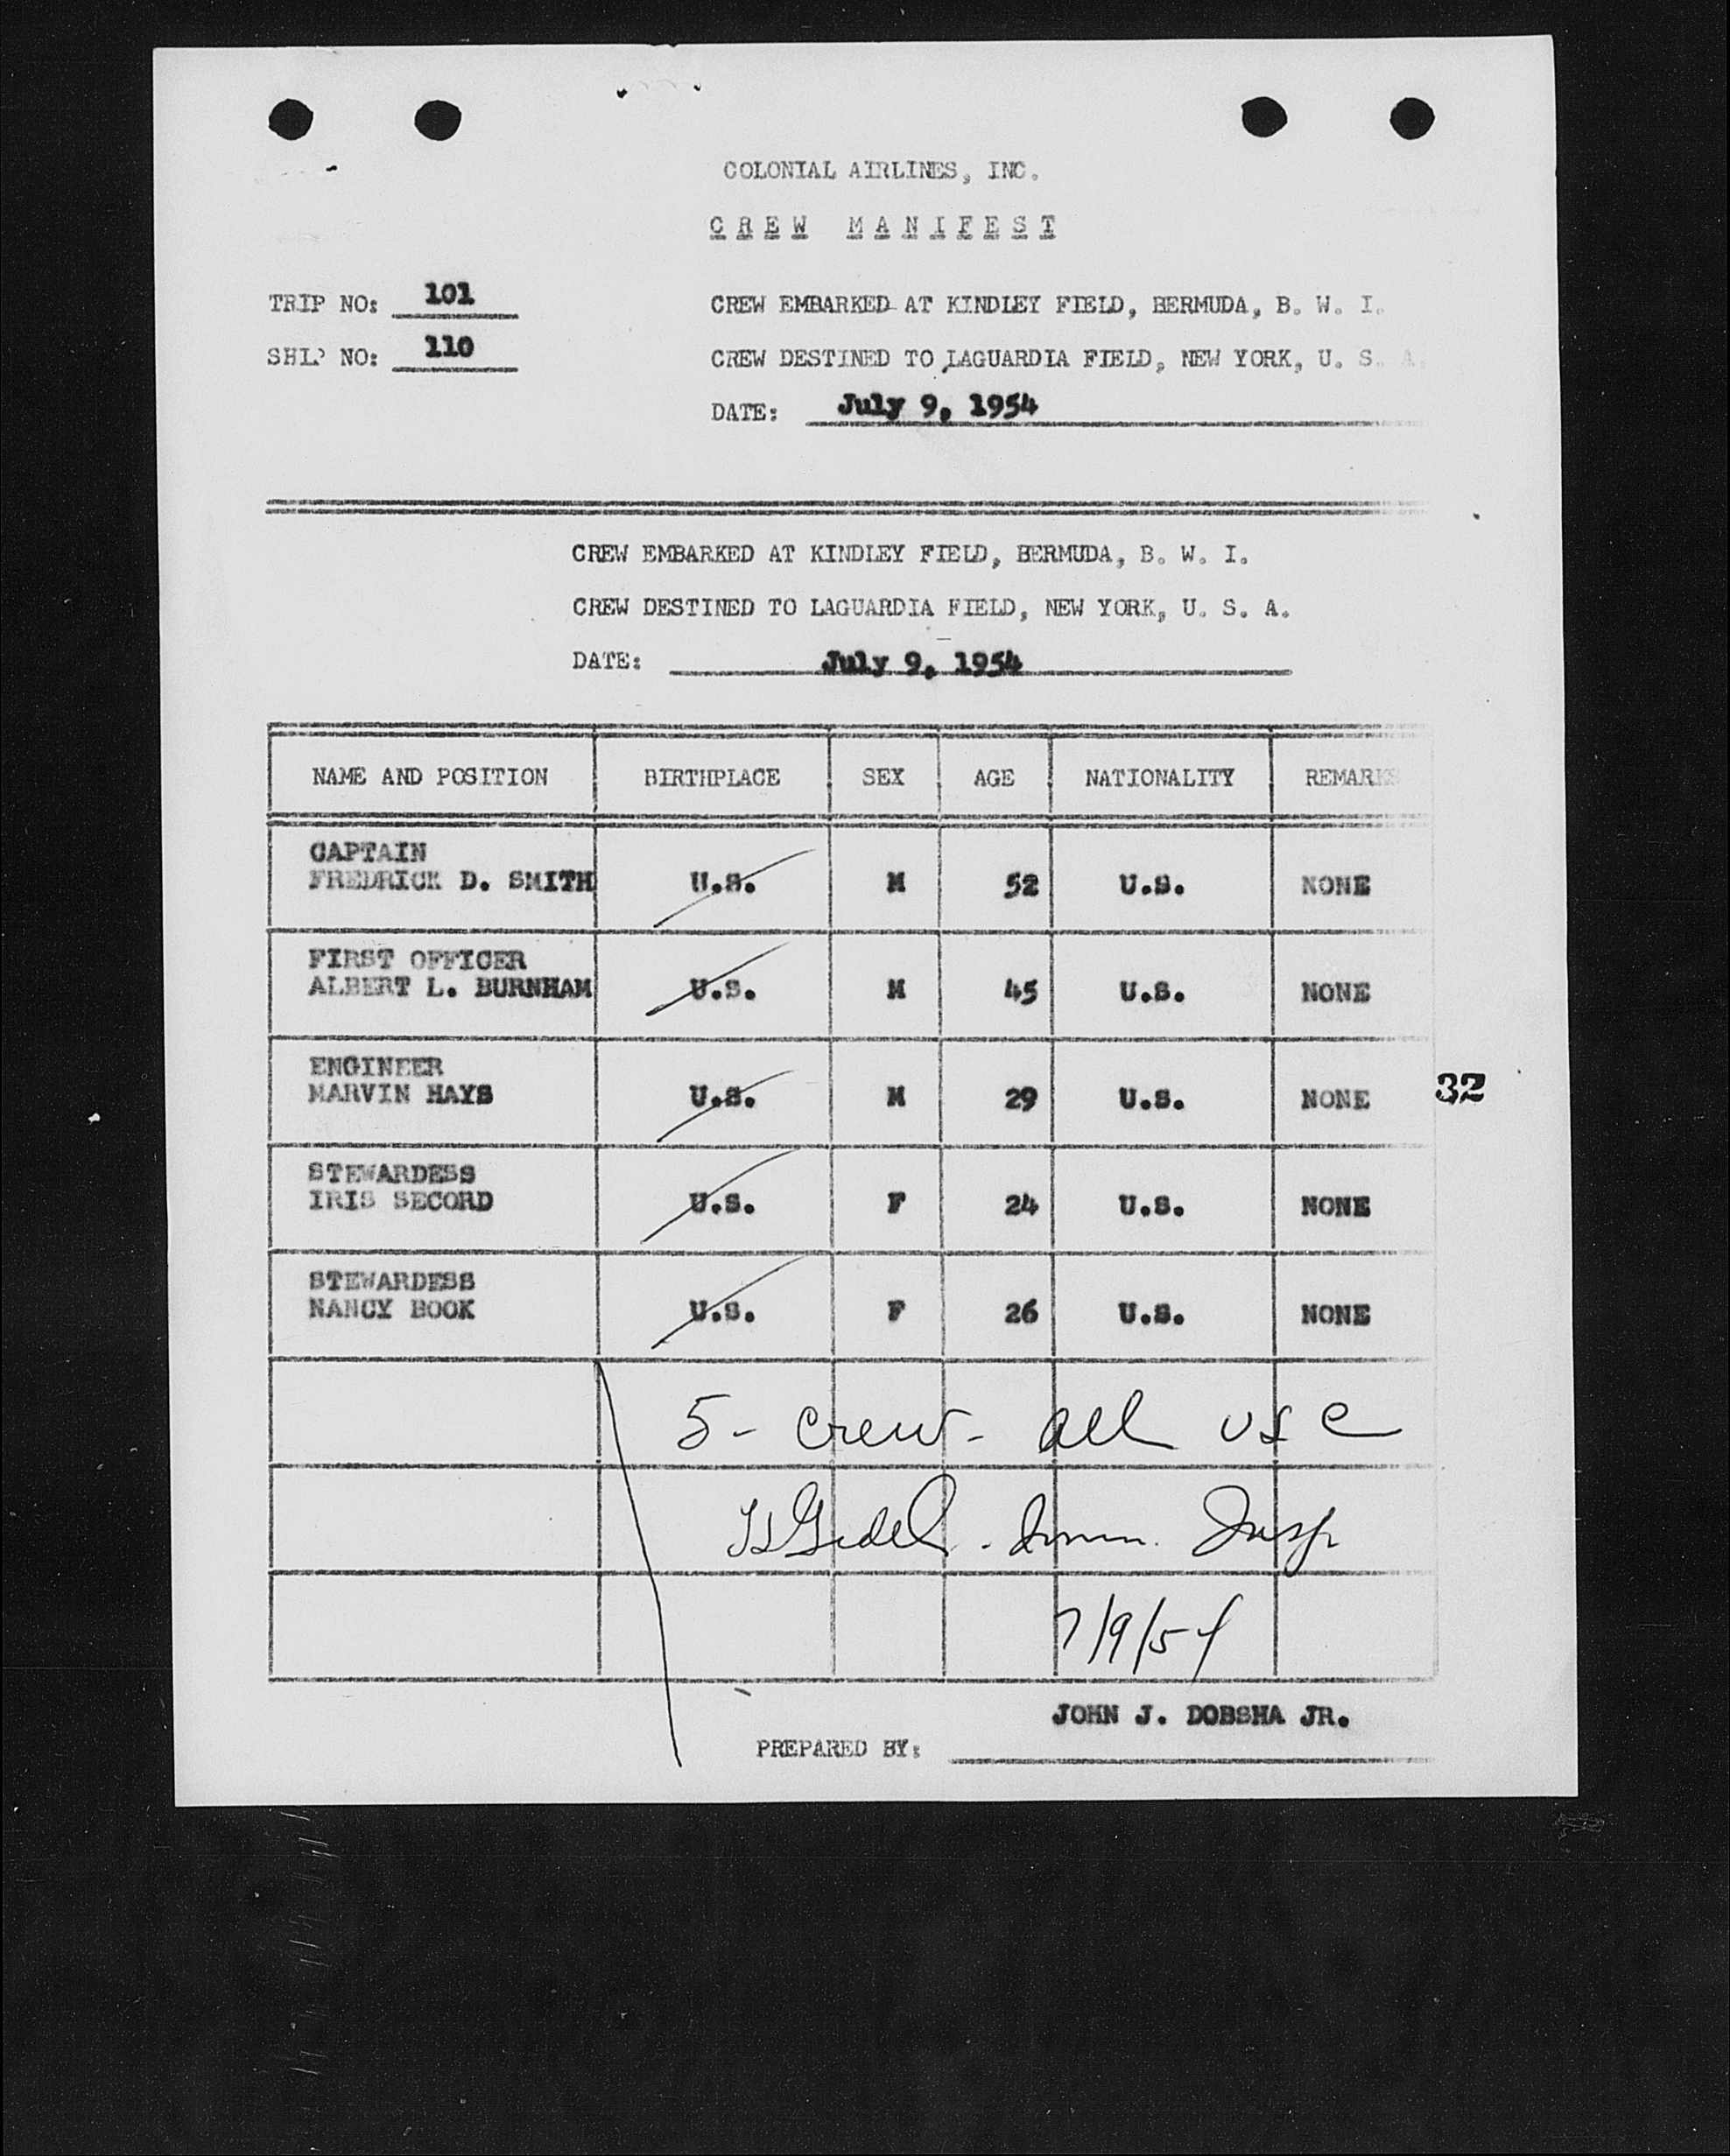 COLONIAL AIRLINES, INC.
CREW MANIFEST
TRIP NO: 101
CREW EMBARKED AT KINDLEY FIELD, BERMUDA, B. W. I.
SHIP NO: 110
CREW DESTINED TO LAGUARDIA FIELD, NEW YORK, U. S. A.
DATE: July 9, 1954
CREW EMBARKED AT KINDLEY FIELD, BERMUDA, B. W. I.
CREW DESTINED TO LAGUARDIA FIELD, NEW YORK, U. S. A.
DATE: July 9, 1954
NAME AND POSITION BIRTHPLACE SEX AGE NATIONALITY REMARKS
CAPTAIN
FREDRICK D. SMITH U.S. M 52 U.S. NONE
FIRST OFFICER
ALBERT L. BURNHAM U.S. M 45 U.S. NONE
ENGINEER
MARVIN HAYS U.S. M 29 U.S. NONE
32
STEWARDESS
IRIS SECORD U.S. F 24 U.S. NONE
STEWARDESS
NANCY BOOK U.S. F 26 U.S. NONE
5 - crew - all USC
Imm. Insp
7/9/54
JOHN J. DOBSHA JR.
PREPARED BY: